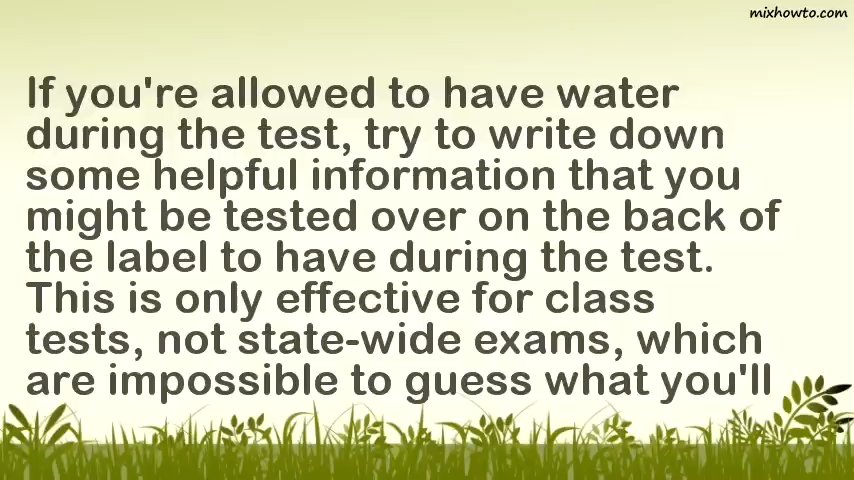 mixhowto.com
If you're allowed to have water
during the test, try to write down
some helpful information that you
might be tested over on the back of
the label to have during the test.
This is only effective for class
tests, not state-wide exams, which
are impossible to guess what you'll